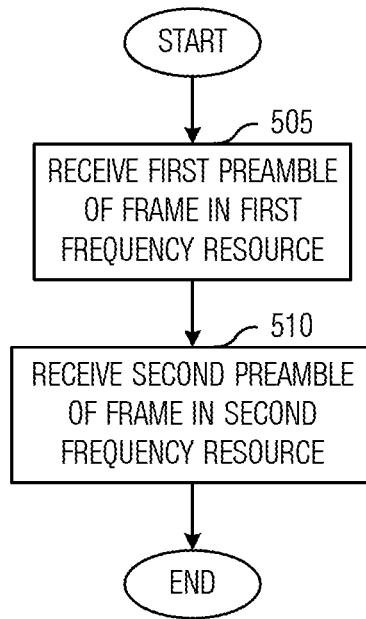 START
505
RECEIVE FIRST PREAMBLE
OF FRAME IN FIRST
FREQUENCY RESOURCE
510
RECEIVE SECOND PREAMBLE
OF FRAME IN SECOND
FREQUENCY RESOURCE
END